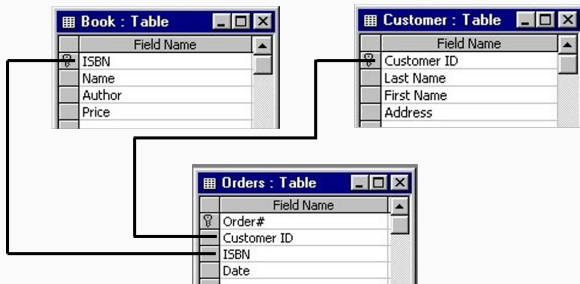 Book : Table
Field Name
ISBN
Name
Author
Price
Customer : Table
Field Name
Customer ID
Last Name
First Name
Address
Orders : Table
Field Name
Order#
Customer ID
ISBN
Date